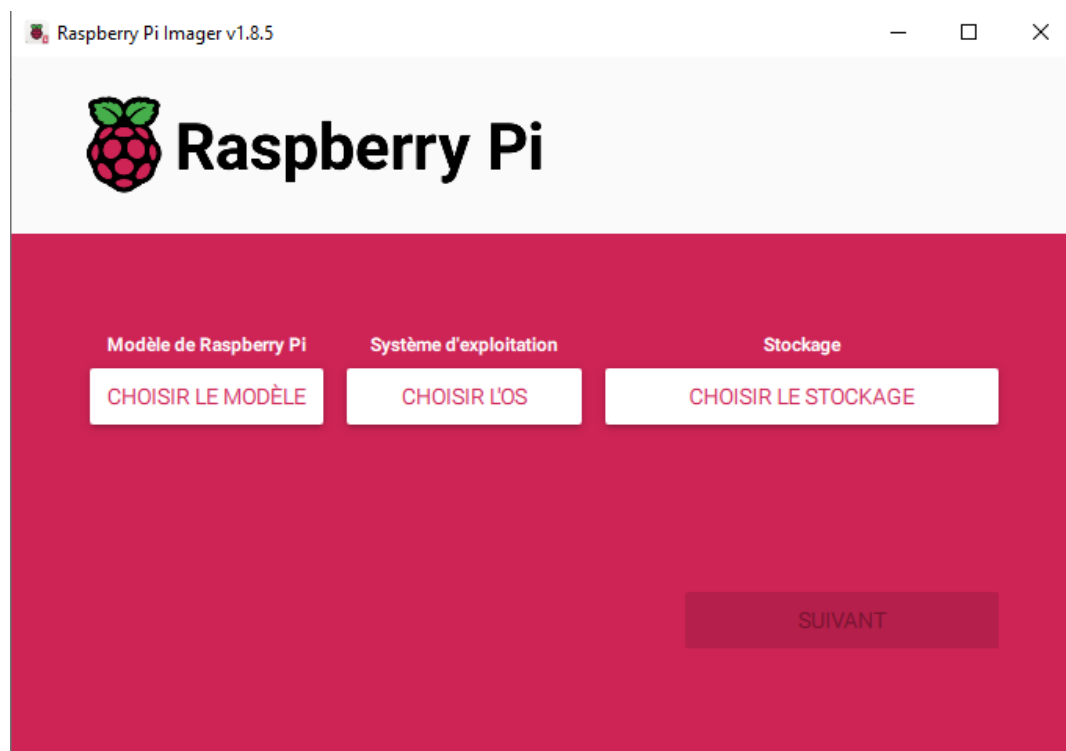 Raspberry Pi Imager v1.8.5
Raspberry Pi
Modèle de Raspberry Pi
Système d'exploitation
Stockage
CHOISIR LE MODÈLE
CHOISIR L'OS
CHOISIR LE STOCKAGE
SUIVANT